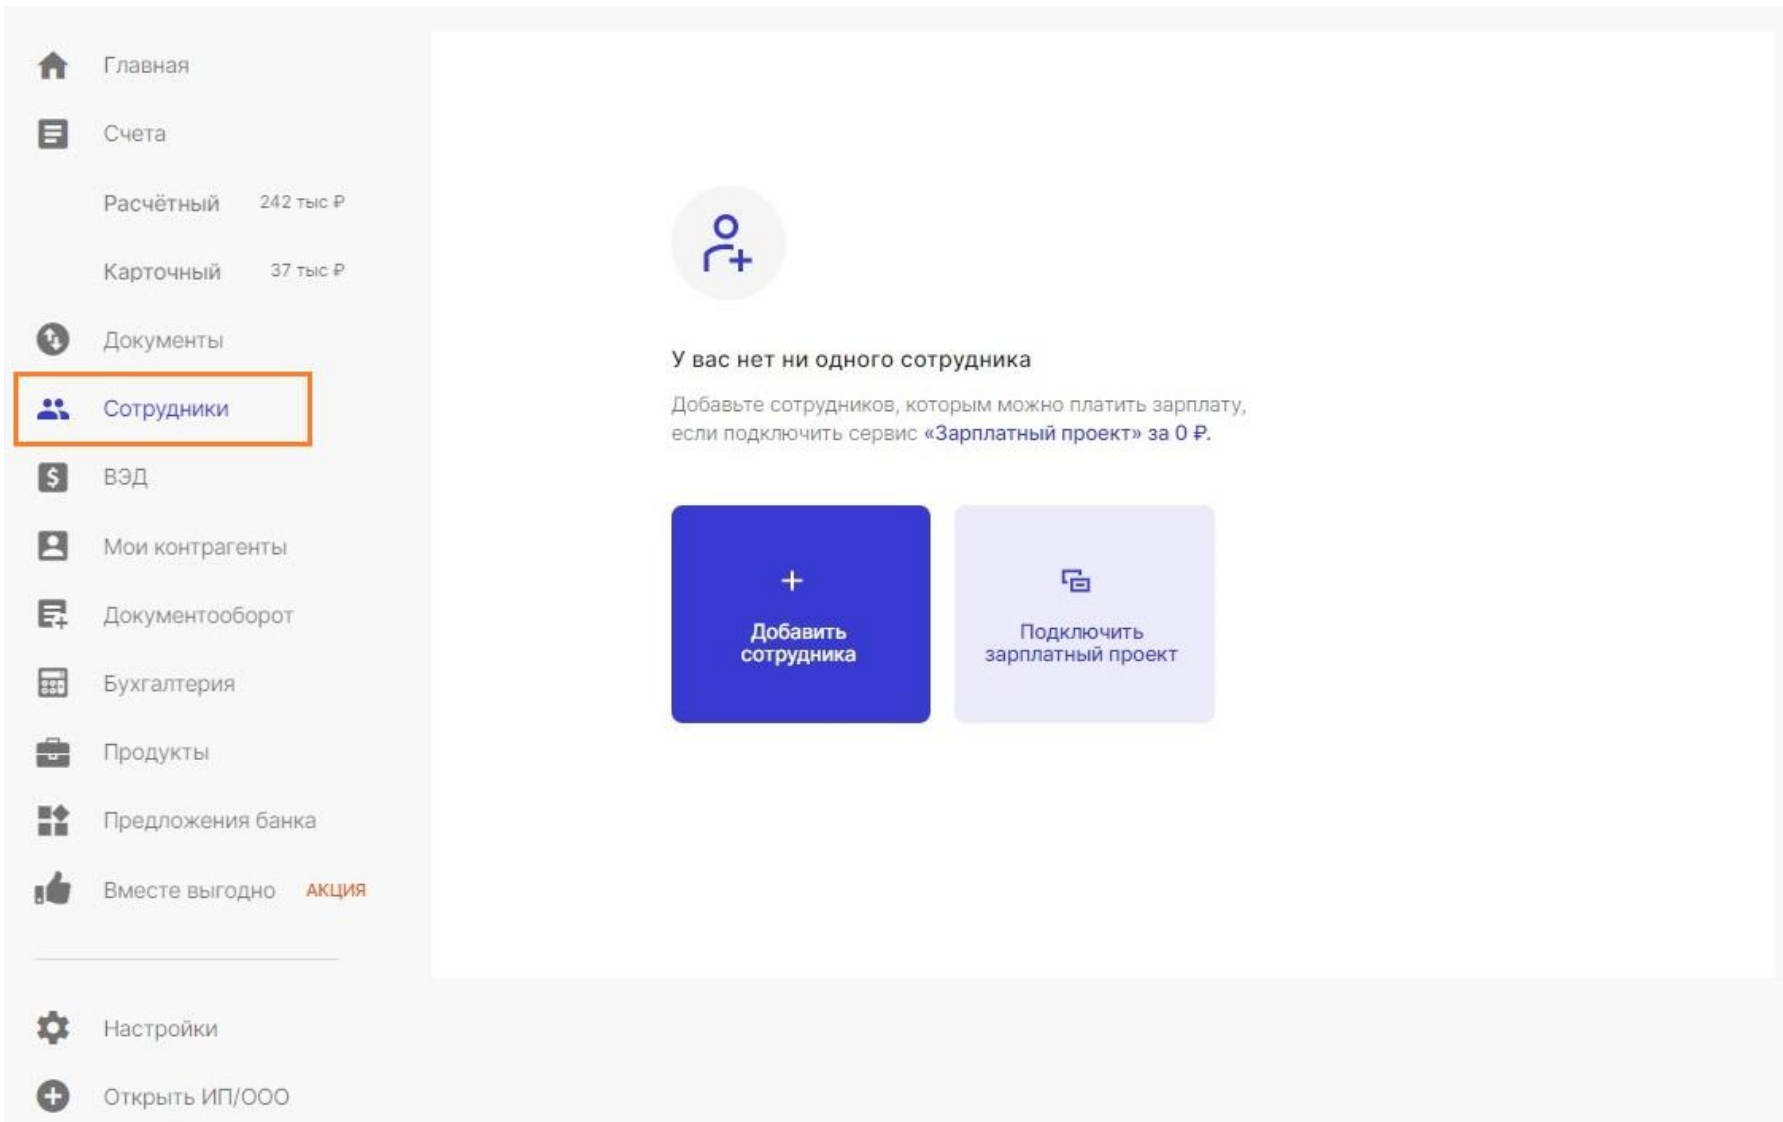 Главная
Счета
Расчётный 242 тыс ₽
Карточный 37 тыс ₽
Документы
Сотрудники
ВЭД
Мои контрагенты
Документооборот
Бухгалтерия
Продукты
Предложения банка
Вместе выгодно АКЦИЯ
Настройки
Открыть ИП/ООО
У вас нет ни одного сотрудника
Добавьте сотрудников, которым можно платить зарплату,
если подключить сервис «Зарплатный проект» за 0 ₽.
Добавить
сотрудника
Подключить
зарплатный проект